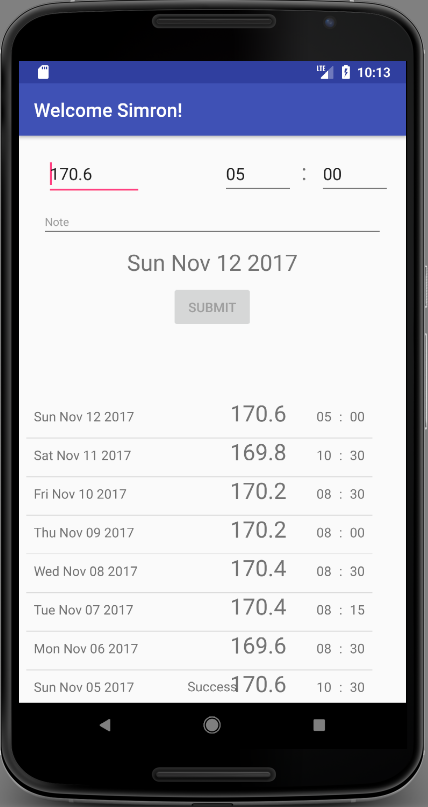 LTE 10:13
Welcome Simron!
170.6 05 : 00
Note
Sun Nov 12 2017
SUBMIT
Sun Nov 12 2017 170.6 05 : 00
Sat Nov 11 2017 169.8 10 : 30
Fri Nov 10 2017 170.2 08 : 30
Thu Nov 09 2017 170.2 08 : 00
Wed Nov 08 2017 170.4 08 : 30
Tue Nov 07 2017 170.4 08 : 15
Mon Nov 06 2017 169.6 08 : 30
Sun Nov 05 2017 Success 170.6 10 : 30